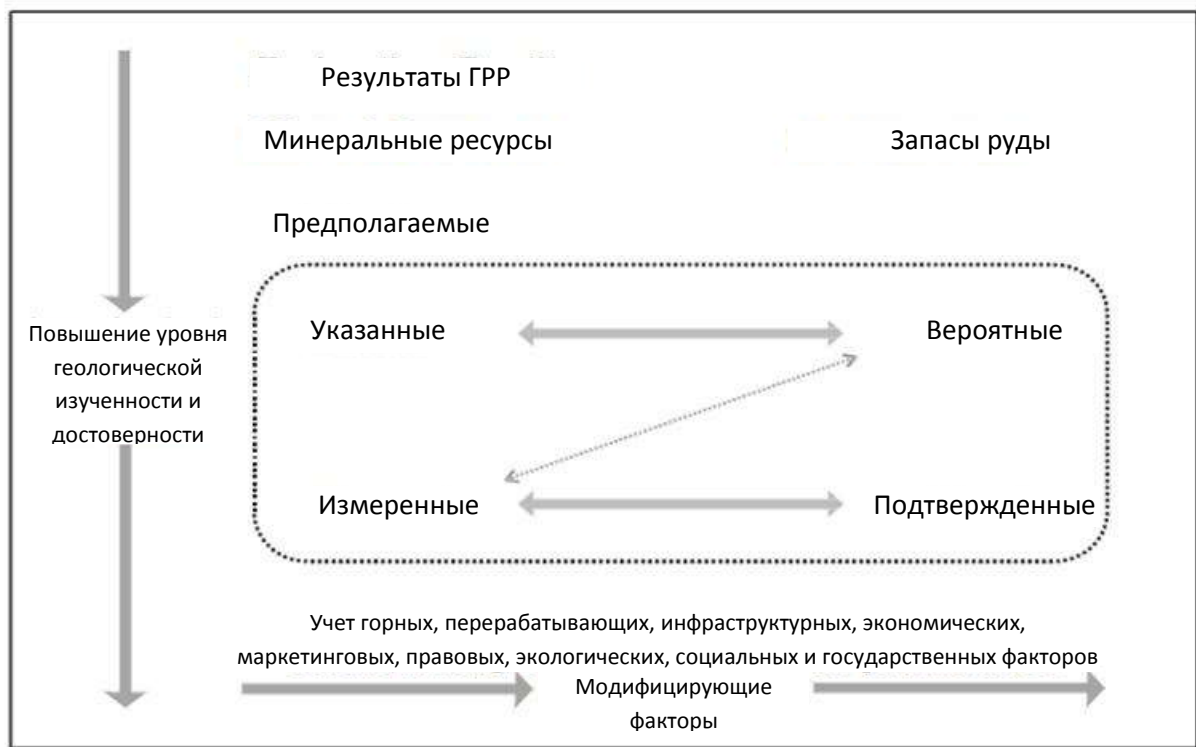 Результаты ГРР
Минеральные ресурсы
Запасы руды
Предполагаемые
Повышение уровня
геологической
изученности и
достоверности
Указанные
Вероятные
Измеренные
Подтвержденные
Учет горных, перерабатывающих, инфраструктурных, экономических,
маркетинговых, правовых, экологических, социальных и государственных факторов
Модифицирующие
факторы